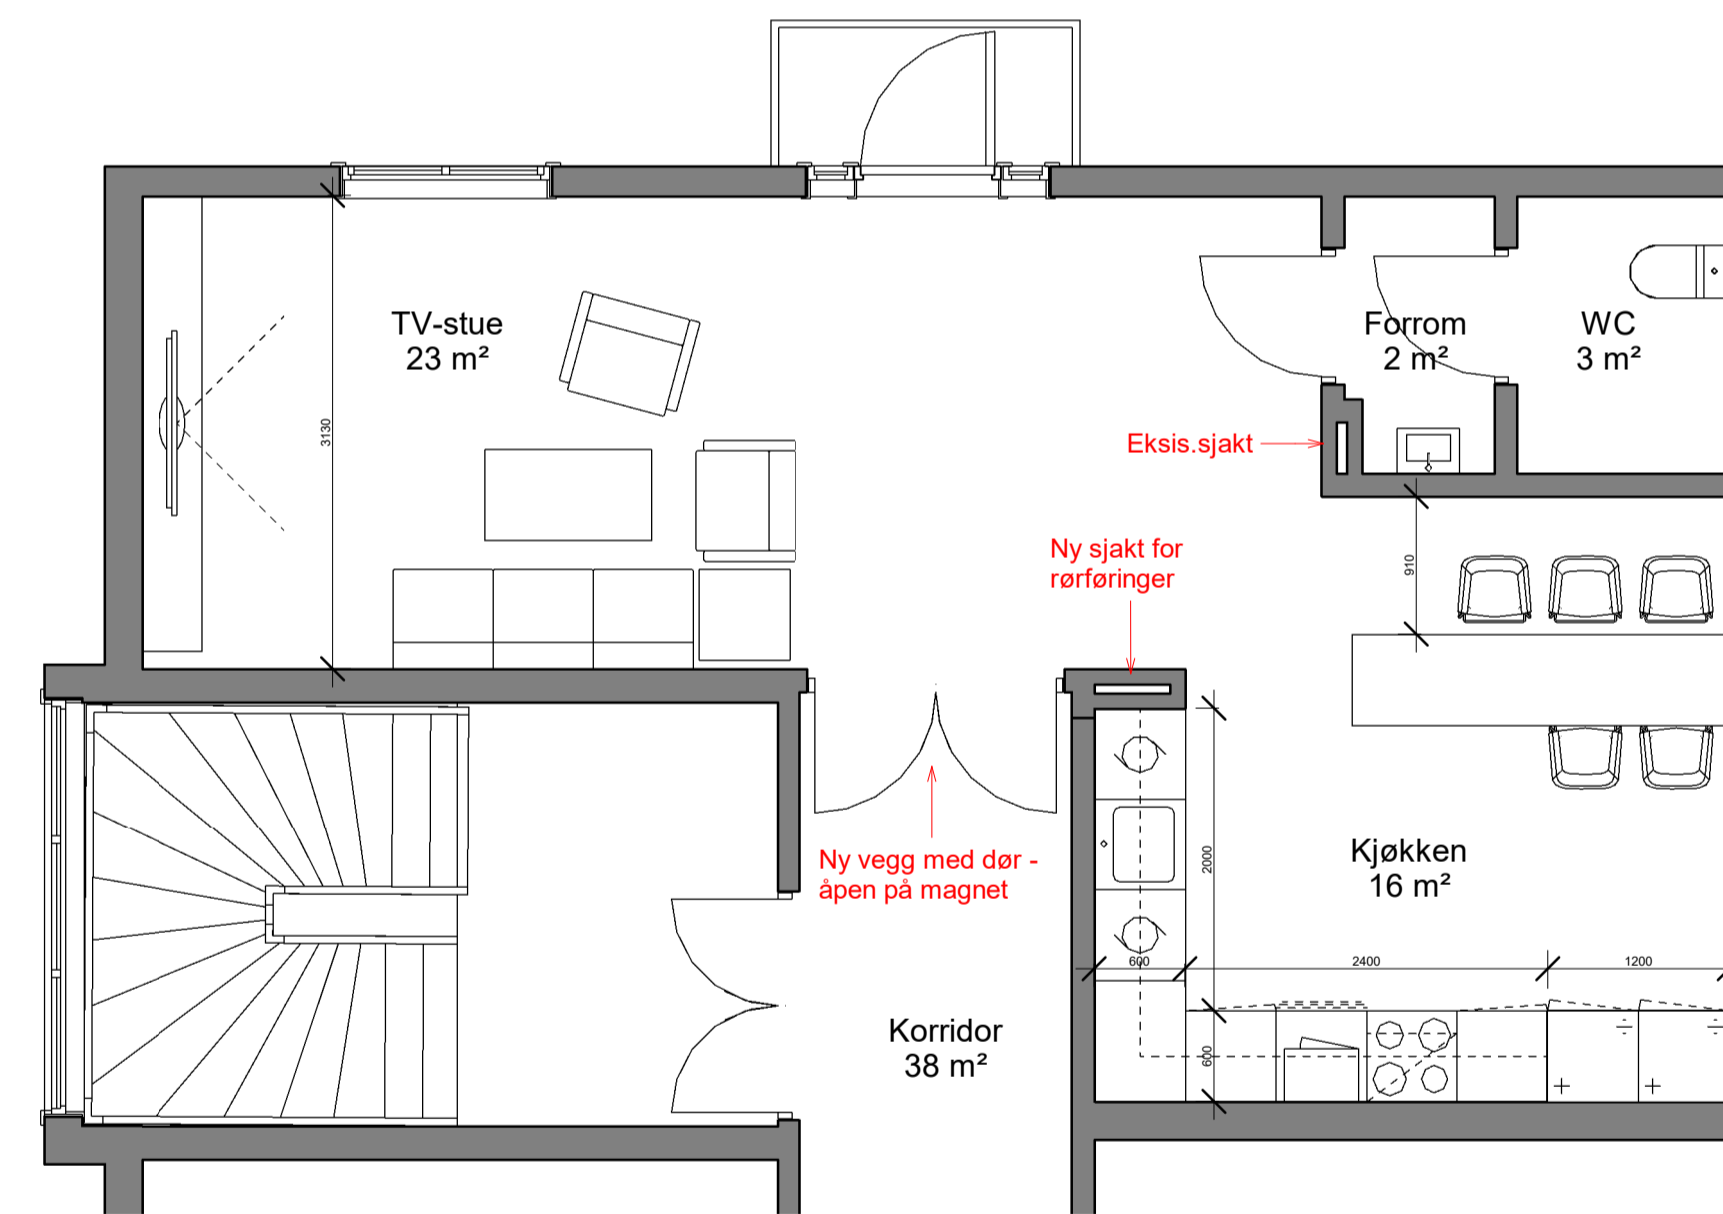 TV-stue
23 m²
3130
Forrom
2 m²
WC
3 m²
Eksis.sjakt
Ny sjakt for
rørføringer
910
Ny vegg med dør -
åpen på magnet
2000
Kjøkken
16 m²
600
2400
1200
Korridor
38 m²
600